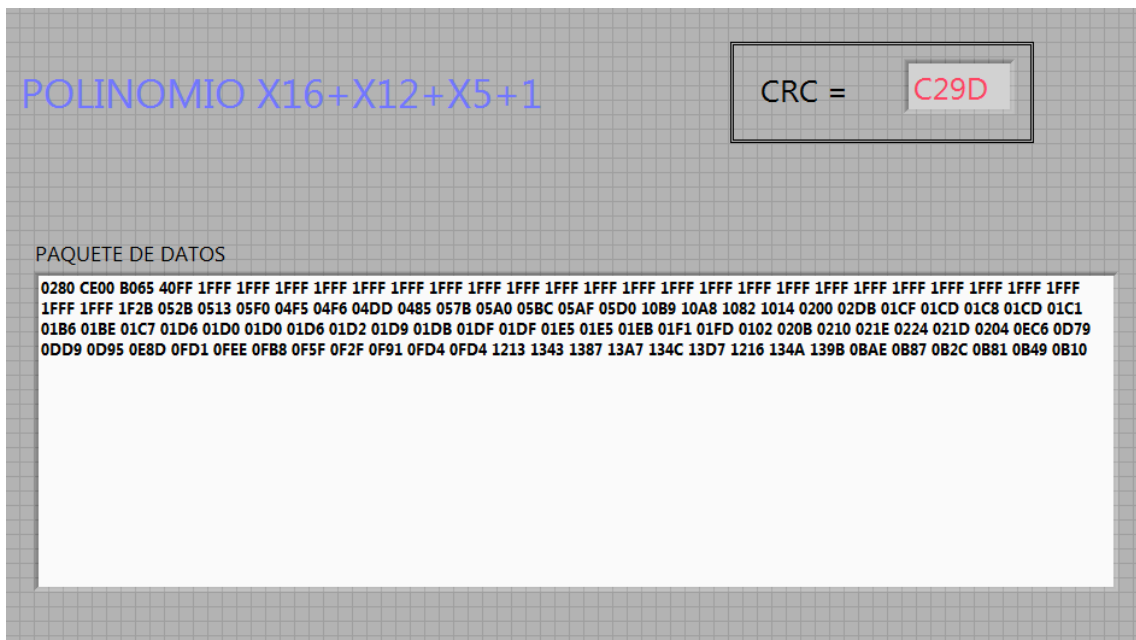 POLINOMIO X16+X12+X5+1
CRC = C29D
PAQUETE DE DATOS
0280 CE00 B065 40FF 1FFF 1FFF 1FFF 1FFF 1FFF 1FFF 1FFF 1FFF 1FFF 1FFF 1FFF 1FFF 1FFF 1FFF 1FFF 1FFF 1FFF 1FFF 1FFF 1FFF 1FFF 1FFF 1FFF
1FFF 1FFF 1F2B 052B 0513 05F0 04F5 04F6 04DD 0485 057B 05A0 05BC 05AF 05D0 10B9 10A8 1082 1014 0200 02DB 01CF 01CD 01C8 01CD 01C1
01B6 01BE 01C7 01D6 01D0 01D0 01D6 01D2 01D9 01DB 01DF 01DF 01E5 01E5 01EB 01F1 01FD 0102 020B 0210 021E 0224 021D 0204 0EC6 0D79
0DD9 0D95 0E8D 0FD1 0FEE 0FB8 0F5F 0F2F 0F91 0FD4 0FD4 1213 1343 1387 13A7 134C 13D7 1216 134A 139B 0BAE 0B87 0B2C 0B81 0B49 0B10